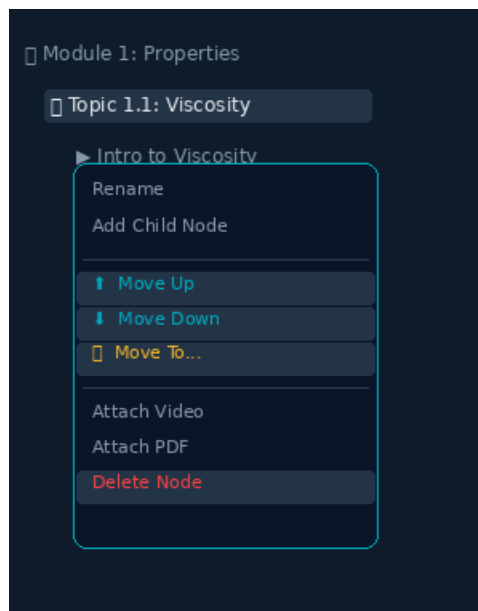 Module 1: Properties
Topic 1.1: Viscosity
▶ Intro to Viscosity
Rename
Add Child Node
⬆ Move Up
⬇ Move Down
Move To...
Attach Video
Attach PDF
Delete Node